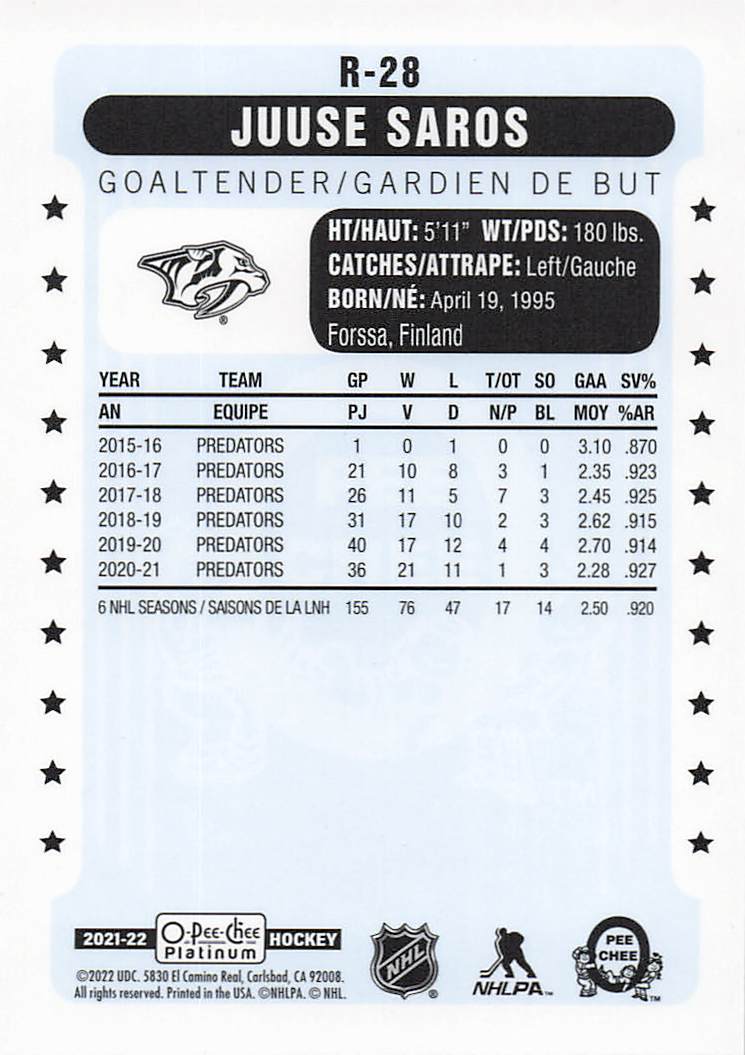 R-28
JUUSE SAROS
GOALTENDER/GARDIEN DE BUT
HT/HAUT: 5'11" WT/PDS: 180 lbs.
CATCHES/ATTRAPE: Left/Gauche
BORN/NÉ: April 19, 1995
Forssa, Finland
®
YEAR TEAM GP W L T/OT SO GAA SV%
AN EQUIPE PJ V D N/P BL MOY %AR
2015-16 PREDATORS 1 0 1 0 0 3.10 .870
2016-17 PREDATORS 21 10 8 3 1 2.35 .923
2017-18 PREDATORS 26 11 5 7 3 2.45 .925
2018-19 PREDATORS 31 17 10 2 3 2.62 .915
2019-20 PREDATORS 40 17 12 4 4 2.70 .914
2020-21 PREDATORS 36 21 11 1 3 2.28 .927
6 NHL SEASONS / SAISONS DE LA LNH 155 76 47 17 14 2.50 .920
2021-22 O-Pee-Chee Platinum HOCKEY
©2022 UDC. 5830 El Camino Real, Carlsbad, CA 92008.
All rights reserved. Printed in the USA. ©NHLPA. © NHL.
NHL ®
NHLPA™
O PEE CHEE ™